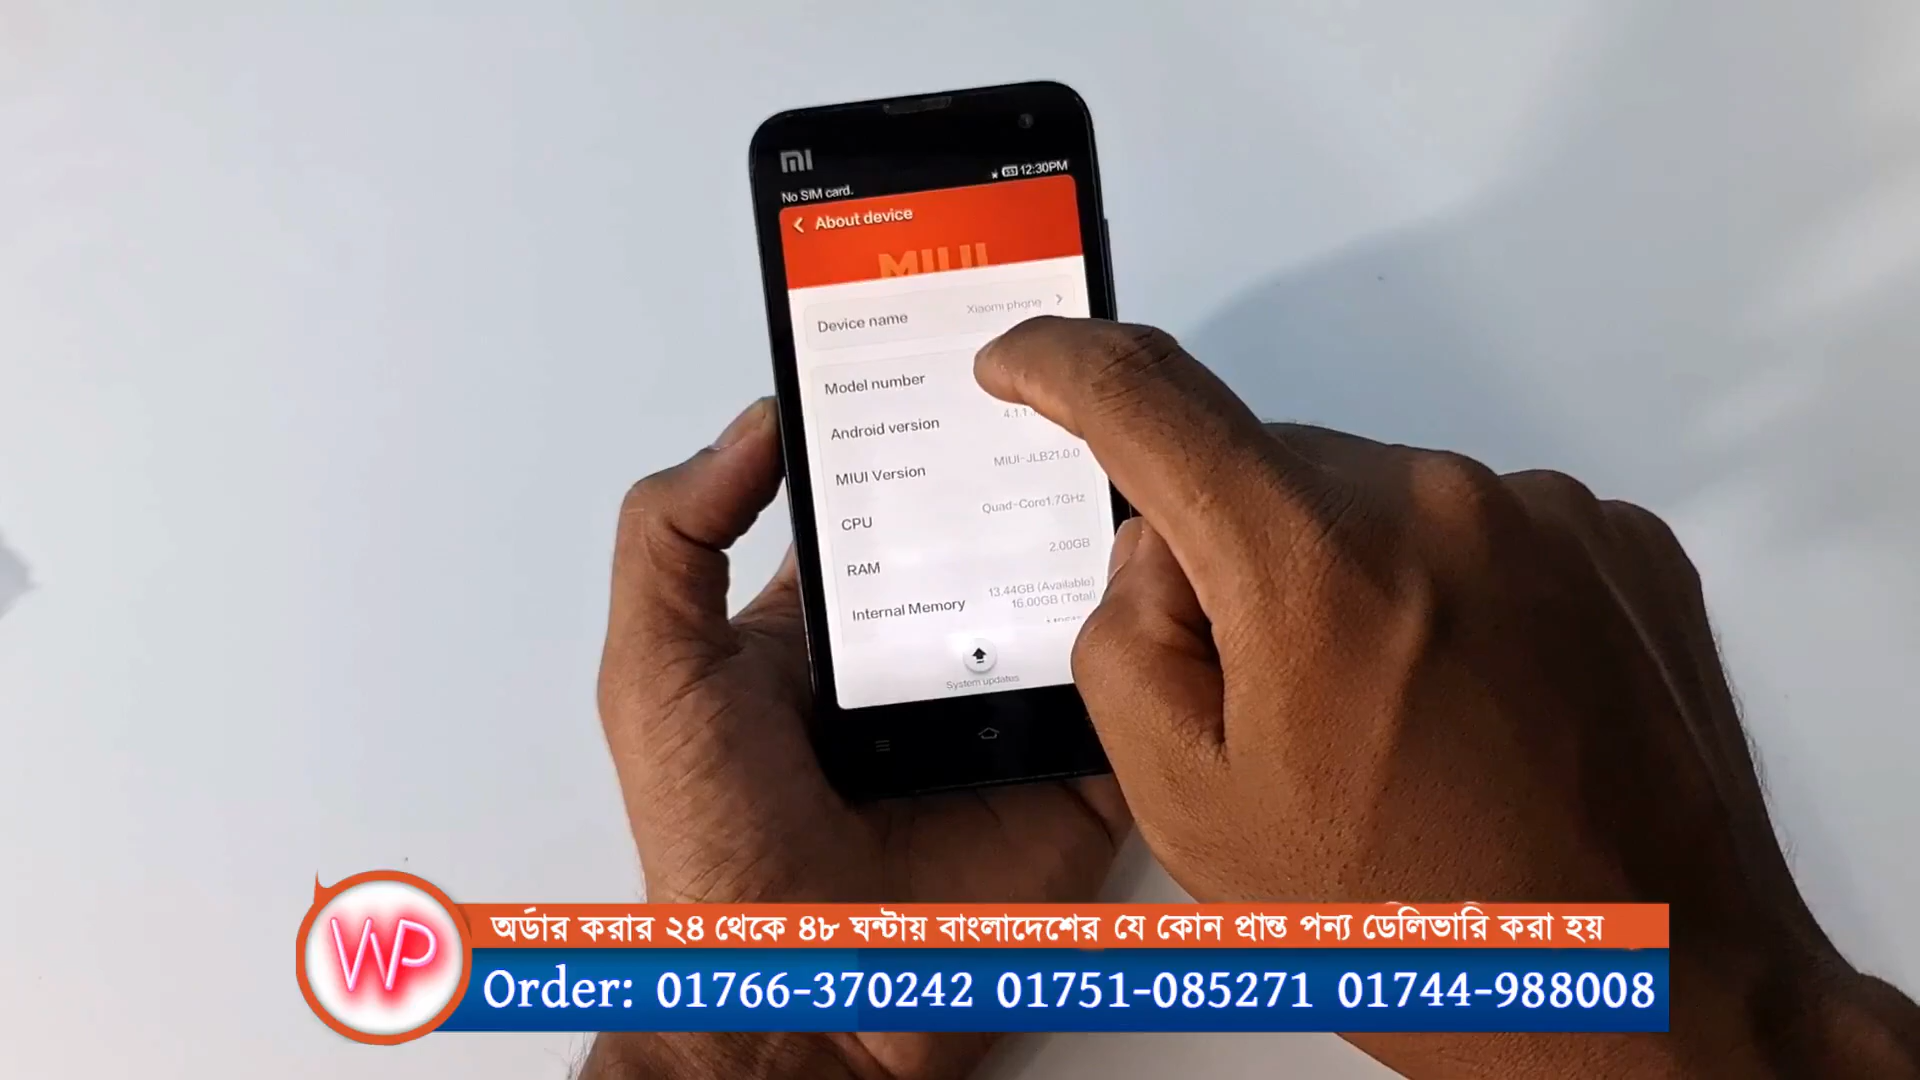 mi
No SIM card.
12:30PM
About device
MIUI
Device name
Xiaomi phone
Model number
Android version
4.1.1
MIUI Version
MIUI-JLB21.0.0
CPU
Quad-Core1.7GHz
RAM
2.00GB
Internal Memory
13.44GB (Available)
16.00GB (Total)
System updates
WP
অর্ডার করার ২৪ থেকে ৪৮ ঘন্টায় বাংলাদেশের যে কোন প্রান্ত পন্য ডেলিভারি করা হয়
Order: 01766-370242 01751-085271 01744-988008